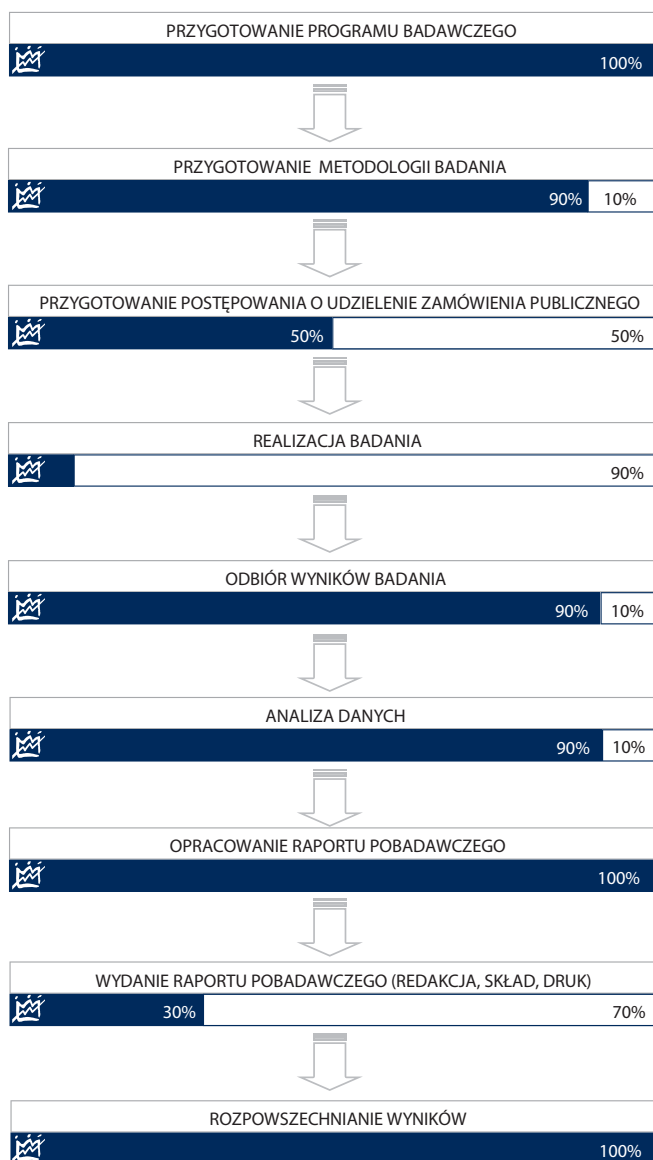 PRZYGOTOWANIE PROGRAMU BADAWCZEGO
100%
PRZYGOTOWANIE METODOLOGII BADANIA
90% 10%
PRZYGOTOWANIE POSTĘPOWANIA O UDZIELENIE ZAMÓWIENIA PUBLICZNEGO
50% 50%
REALIZACJA BADANIA
90%
ODBIÓR WYNIKÓW BADANIA
90% 10%
ANALIZA DANYCH
90% 10%
OPRACOWANIE RAPORTU POBADAWCZEGO
100%
WYDANIE RAPORTU POBADAWCZEGO (REDAKCJA, SKŁAD, DRUK)
30% 70%
ROZPOWSZECHNIANIE WYNIKÓW
100%